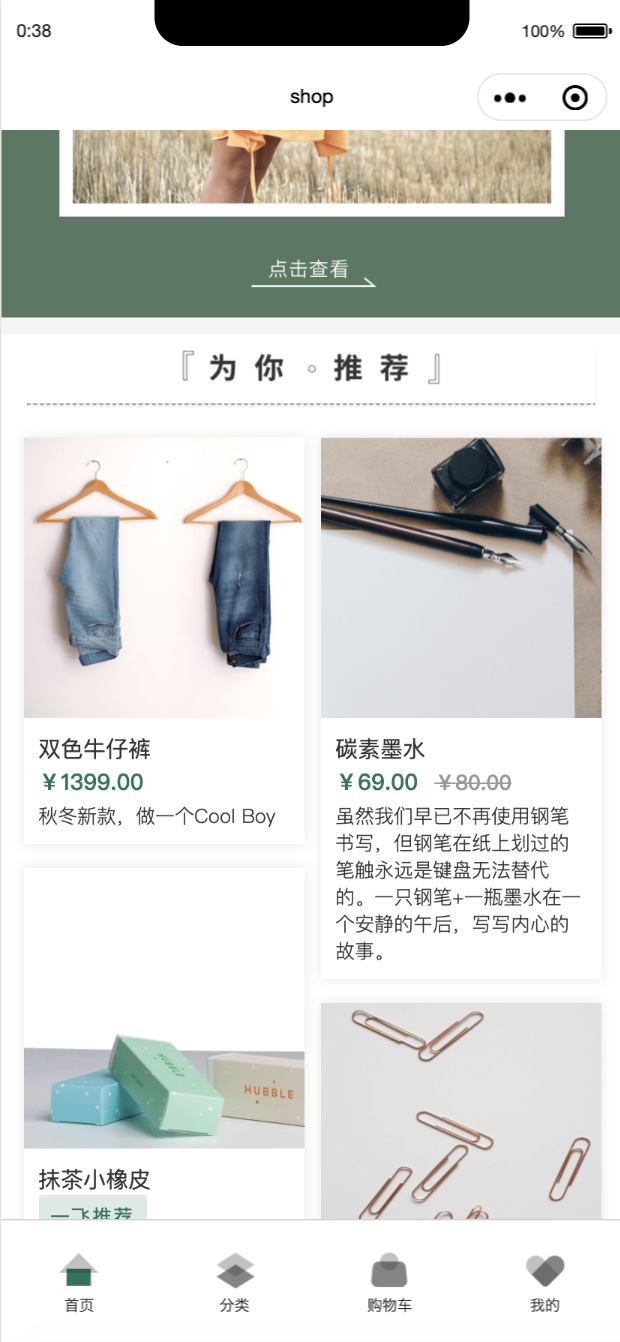 0:38
100%
shop
点击查看
『为你。推荐』
双色牛仔裤
￥1399.00
秋冬新款，做一个Cool Boy
碳素墨水
￥69.00 ￥80.00
虽然我们早已不再使用钢笔
书写，但钢笔在纸上划过的
笔触永远是键盘无法替代
的。一只钢笔+一瓶墨水在一
个安静的午后，写写内心的
故事。
HUBBLE
HUBBLE
抹茶小橡皮
一飞推荐
首页
分类
购物车
我的